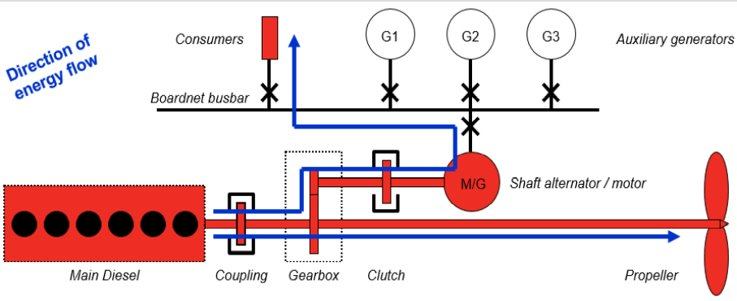 Direction of
energy flow
Consumers
G1
G2
G3
Auxiliary generators
Boardnet busbar
M/G
Shaft alternator / motor
Main Diesel
Coupling
Gearbox
Clutch
Propeller